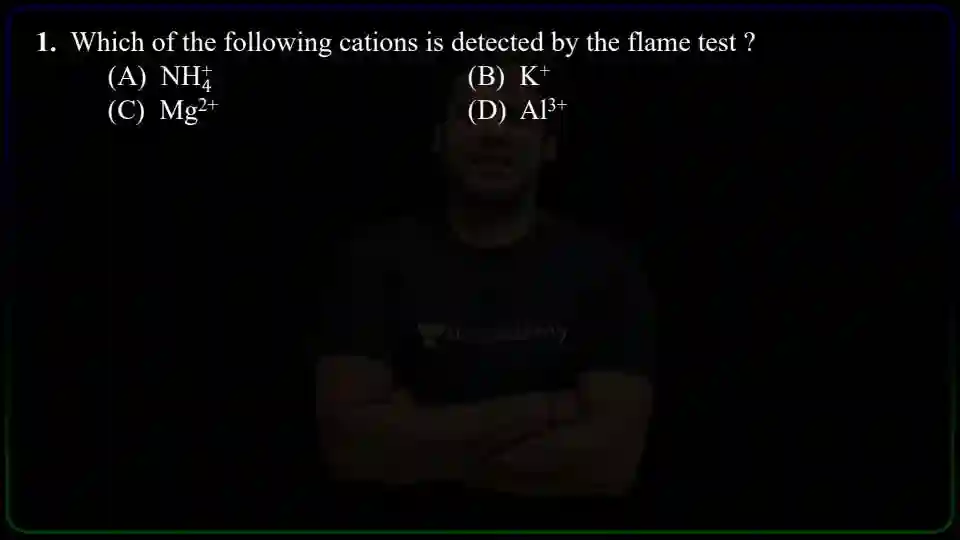 1. Which of the following cations is detected by the flame test ?
(A) NH₄⁺ (B) K⁺
(C) Mg²⁺ (D) Al³⁺